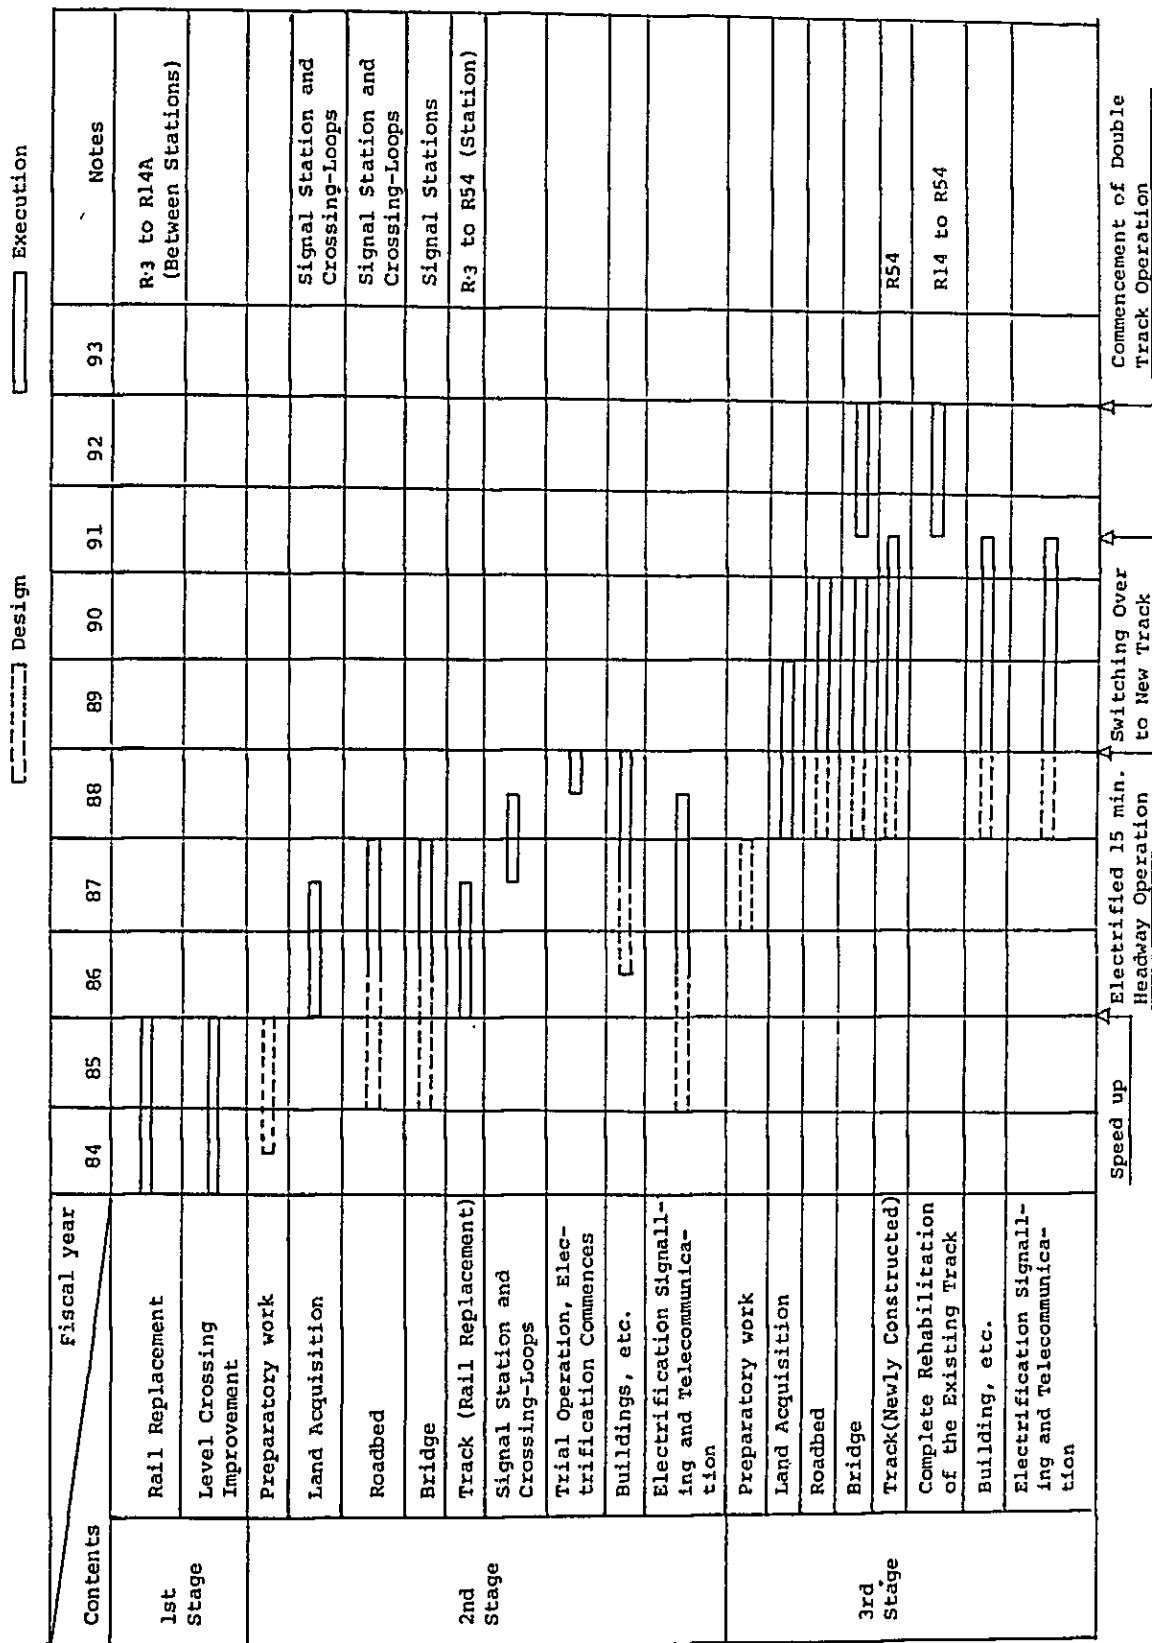 Design
Execution
Fiscal year
Contents
84
85
86
87
88
89
90
91
92
93
Notes
1st
Stage
Rail Replacement
R·3 to R14A
(Between Stations)
Level Crossing
Improvement
2nd
Stage
Preparatory work
Land Acquisition
Signal Station and
Crossing-Loops
Roadbed
Signal Station and
Crossing-Loops
Bridge
Signal Stations
Track (Rail Replacement)
R·3 to R54 (Station)
Signal Station and
Crossing-Loops
Trial Operation, Elec-
trification Commences
Buildings, etc.
Electrification Signall-
ing and Telecommunica-
tion
3rd
Stage
Preparatory work
Land Acquisition
Roadbed
Bridge
Track(Newly Constructed)
R54
Complete Rehabilitation
of the Existing Track
R14 to R54
Building, etc.
Electrification Signall-
ing and Telecommunica-
tion
Speed up
Electrified 15 min.
Headway Operation
Switching Over
to New Track
Commencement of Double
Track Operation